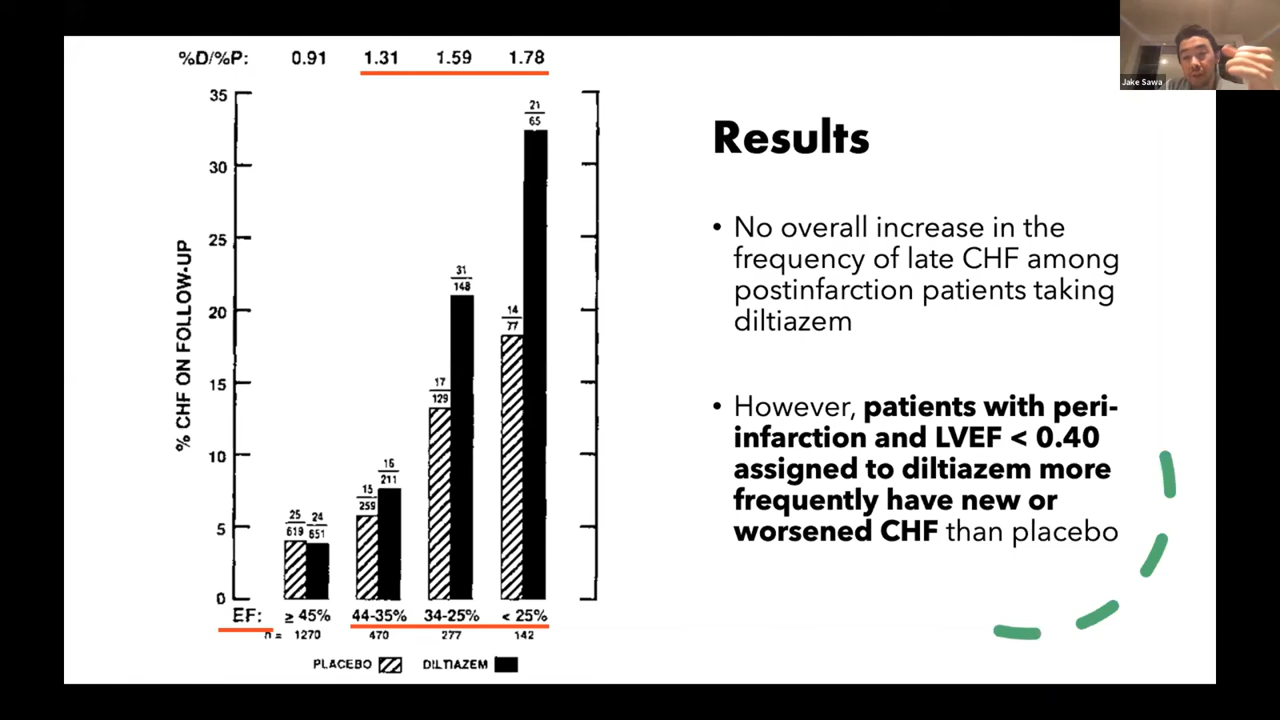 %D/%P: 0.91 1.31 1.59 1.78
Jake Sawa
35
30
25
20
15
10
5
0
% CHF ON FOLLOW-UP
25
619
24
651
15
259
16
211
17
129
31
148
14
77
21
65
EF: ≥ 45% 44-35% 34-25% < 25%
n = 1270 470 277 142
PLACEBO DILTIAZEM
Results
• No overall increase in the
frequency of late CHF among
postinfarction patients taking
diltiazem
• However, patients with peri-
infarction and LVEF < 0.40
assigned to diltiazem more
frequently have new or
worsened CHF than placebo